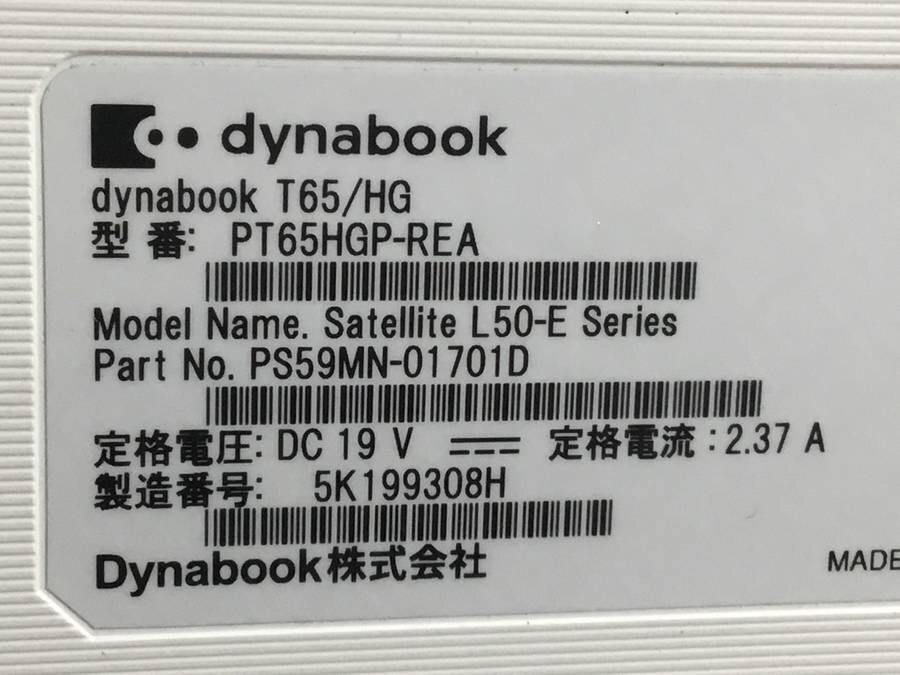 dynabook
dynabook T65/HG
型 番: PT65HGP-REA
Model Name. Satellite L50-E Series
Part No. PS59MN-01701D
定格電圧: DC 19 V 定格電流:2.37 A
製造番号: 5K199308H
Dynabook株式会社
MADE